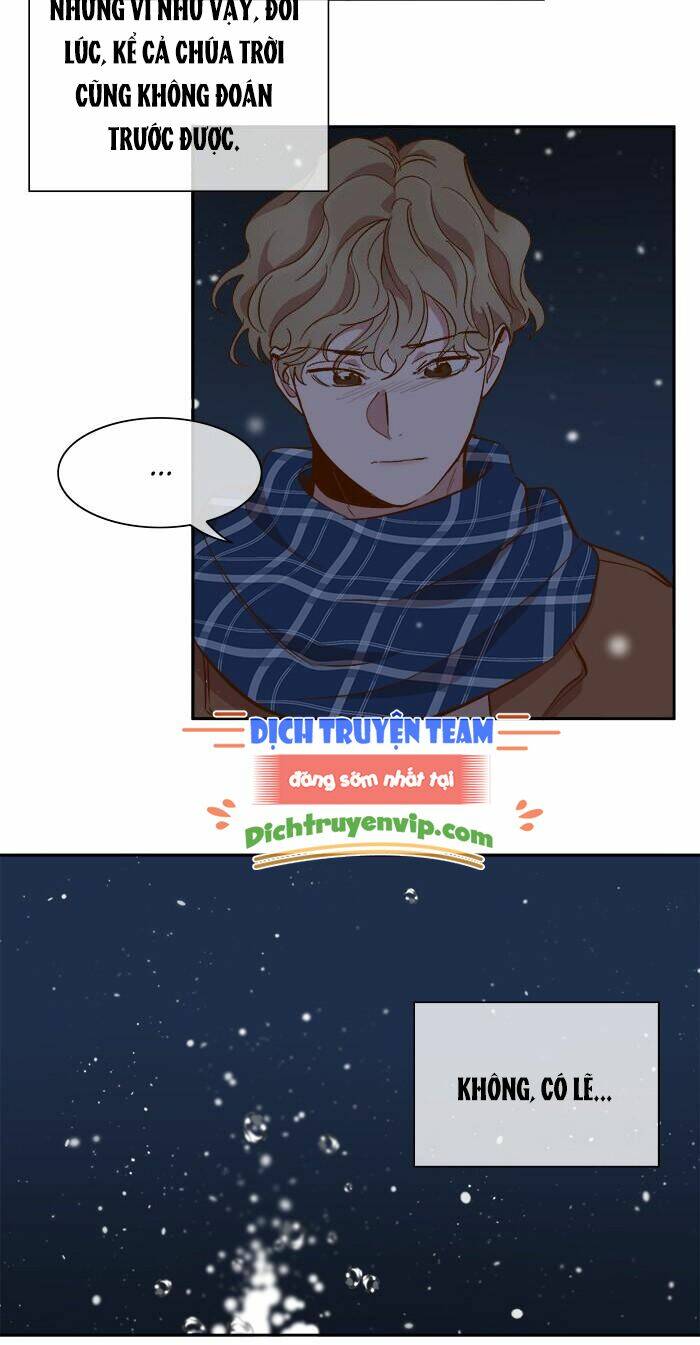 NHƯNG VÌ NHƯ VẬY, ĐÔI
LÚC, KỂ CẢ CHÚA TRỜI
CŨNG KHÔNG ĐOÁN
TRƯỚC ĐƯỢC.
...
DỊCH TRUYỆN TEAM
đăng sớm nhất tại
Dichtruyenvip.com
KHÔNG, CÓ LẼ...